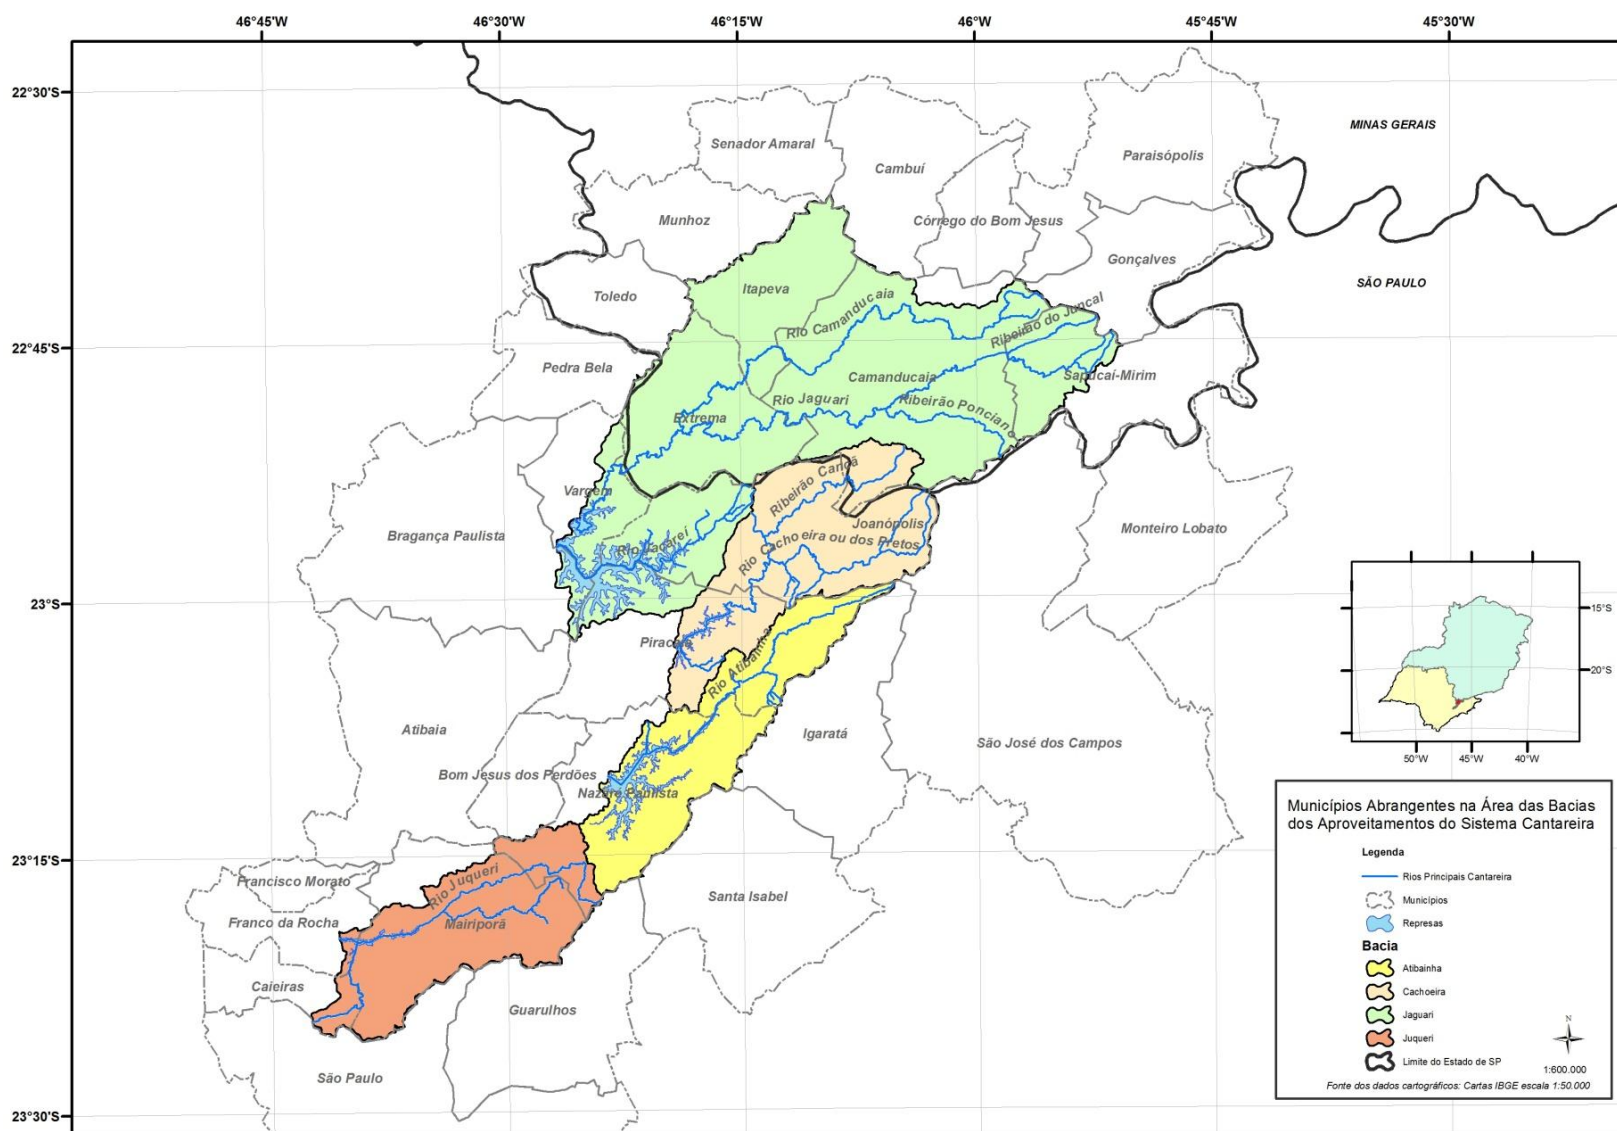 46°45'W
46°30'W
46°15'W
46°W
45°45'W
45°30'W
22°30'S
22°45'S
23°S
23°15'S
23°30'S
MINAS GERAIS
SÃO PAULO
Senador Amaral
Cambuí
Paraisópolis
Munhoz
Córrego do Bom Jesus
Gonçalves
Toledo
Itapeva
Rio Camanducaia
Ribeirão do Juncal
Pedra Bela
Camanducaia
Sapucaí-Mirim
Rio Jaguari
Ribeirão Ponciano
Extrema
Ribeirão Cancã
Vargem
Joanópolis
Bragança Paulista
Monteiro Lobato
Rio Jacareí
Rio Cachoeira ou dos Pretos
Piracaia
Rio Atibainha
Atibaia
Igaratá
São José dos Campos
Bom Jesus dos Perdões
Nazaré Paulista
Francisco Morato
Rio Juqueri
Santa Isabel
Franco da Rocha
Mairiporã
Caieiras
Guarulhos
São Paulo
15°S
20°S
50°W
45°W
40°W
Municípios Abrangentes na Área das Bacias
dos Aproveitamentos do Sistema Cantareira
Legenda
Rios Principais Cantareira
Municípios
Represas
Bacia
Atibainha
Cachoeira
Jaguari
Juqueri
Limite do Estado de SP
N
1:600.000
Fonte dos dados cartográficos: Cartas IBGE escala 1:50.000